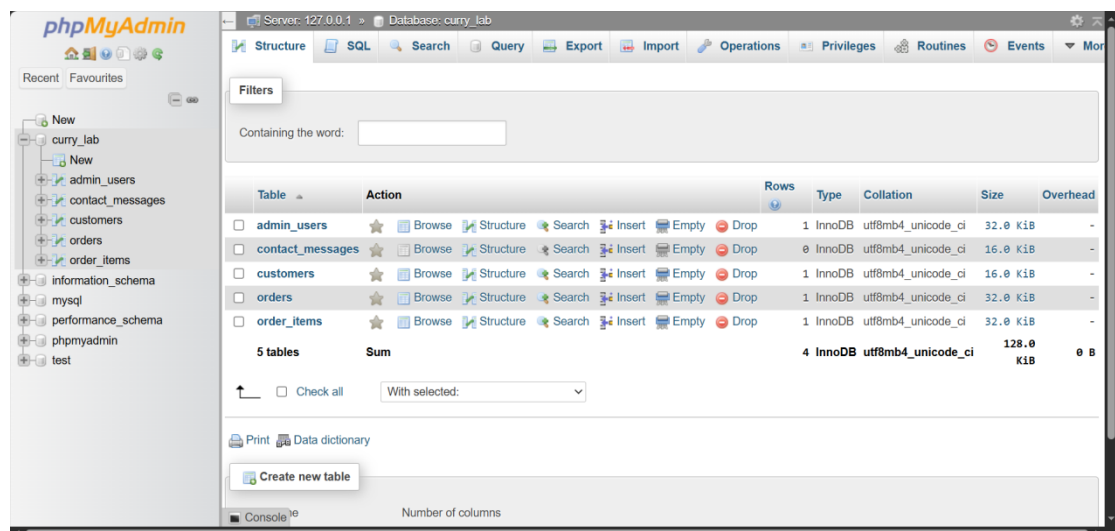 phpMyAdmin
Recent Favourites
New
curry_lab
New
admin_users
contact_messages
customers
orders
order_items
information_schema
mysql
performance_schema
phpmyadmin
test
Server: 127.0.0.1 » Database: curry_lab
Structure SQL Search Query Export Import Operations Privileges Routines Events Mor
Filters
Containing the word:
Table Action Rows Type Collation Size Overhead
admin_users Browse Structure Search Insert Empty Drop 1 InnoDB utf8mb4_unicode_ci 32.0 KiB -
contact_messages Browse Structure Search Insert Empty Drop 0 InnoDB utf8mb4_unicode_ci 16.0 KiB -
customers Browse Structure Search Insert Empty Drop 1 InnoDB utf8mb4_unicode_ci 16.0 KiB -
orders Browse Structure Search Insert Empty Drop 1 InnoDB utf8mb4_unicode_ci 32.0 KiB -
order_items Browse Structure Search Insert Empty Drop 1 InnoDB utf8mb4_unicode_ci 32.0 KiB -
5 tables Sum 4 InnoDB utf8mb4_unicode_ci 128.0 KiB 0 B
Check all With selected:
Print Data dictionary
Create new table
Number of columns
Console